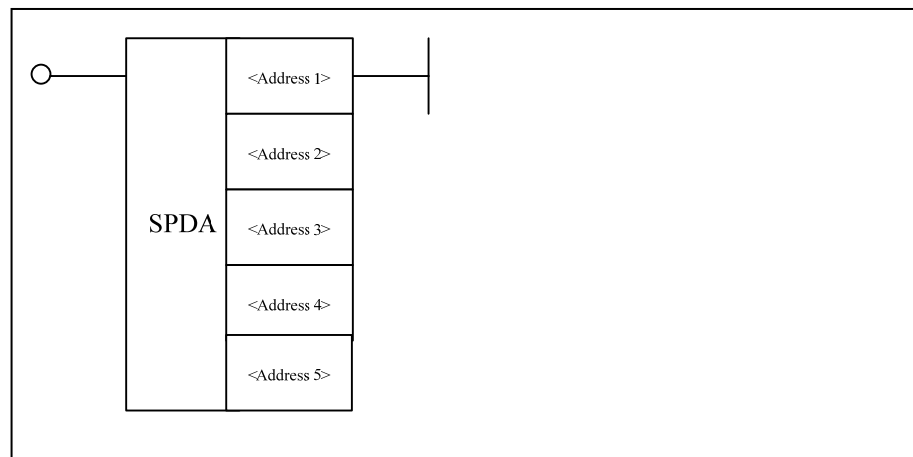 <Address 1>
<Address 2>
SPDA
<Address 3>
<Address 4>
<Address 5>